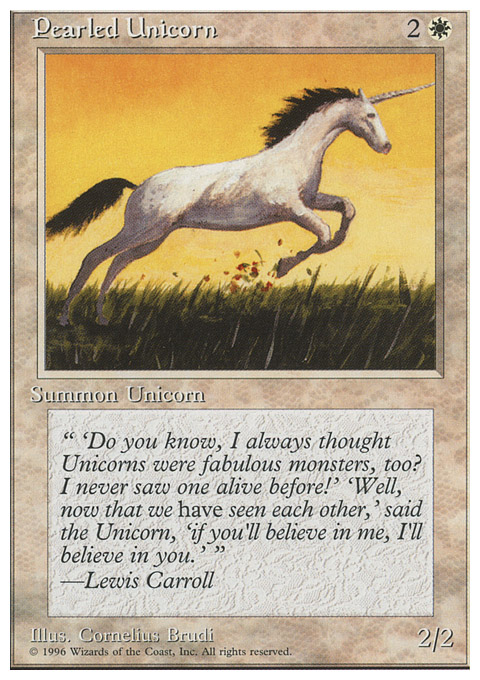 Pearled Unicorn
2
Summon Unicorn
“ ‘Do you know, I always thought
Unicorns were fabulous monsters, too?
I never saw one alive before!’ ‘Well,
now that we have seen each other,’ said
the Unicorn, ‘if you'll believe in me, I'll
believe in you.’ ”
—Lewis Carroll
Illus. Cornelius Brudi
2/2
© 1996 Wizards of the Coast, Inc. All rights reserved.